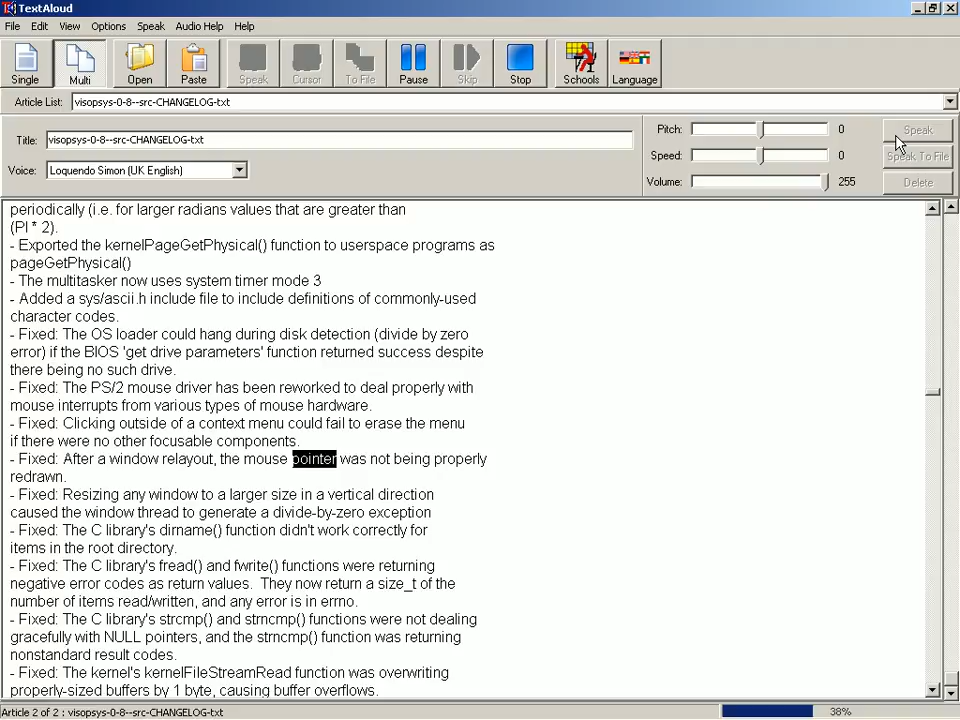 TextAloud
File Edit View Options Speak Audio Help Help
Single Multi Open Paste Speak Cursor To File Pause Skip Stop Schools Language
Article List: visopsys-0-8--src-CHANGELOG-txt
Title: visopsys-0-8--src-CHANGELOG-txt
Voice: Loquendo Simon (UK English)
Pitch: 0 Speak
Speed: 0 Speak To File
Volume: 255 Delete
periodically (i.e. for larger radians values that are greater than
(PI * 2).
- Exported the kernelPageGetPhysical() function to userspace programs as
pageGetPhysical()
- The multitasker now uses system timer mode 3
- Added a sys/ascii.h include file to include definitions of commonly-used
character codes.
- Fixed: The OS loader could hang during disk detection (divide by zero
error) if the BIOS 'get drive parameters' function returned success despite
there being no such drive.
- Fixed: The PS/2 mouse driver has been reworked to deal properly with
mouse interrupts from various types of mouse hardware.
- Fixed: Clicking outside of a context menu could fail to erase the menu
if there were no other focusable components.
- Fixed: After a window relayout, the mouse pointer was not being properly
redrawn.
- Fixed: Resizing any window to a larger size in a vertical direction
caused the window thread to generate a divide-by-zero exception
- Fixed: The C library's dirname() function didn't work correctly for
items in the root directory.
- Fixed: The C library's fread() and fwrite() functions were returning
negative error codes as return values.  They now return a size_t of the
number of items read/written, and any error is in errno.
- Fixed: The C library's strcmp() and strncmp() functions were not dealing
gracefully with NULL pointers, and the strncmp() function was returning
nonstandard result codes.
- Fixed: The kernel's kernelFileStreamRead function was overwriting
properly-sized buffers by 1 byte, causing buffer overflows.
Article 2 of 2 : visopsys-0-8--src-CHANGELOG-txt 38%